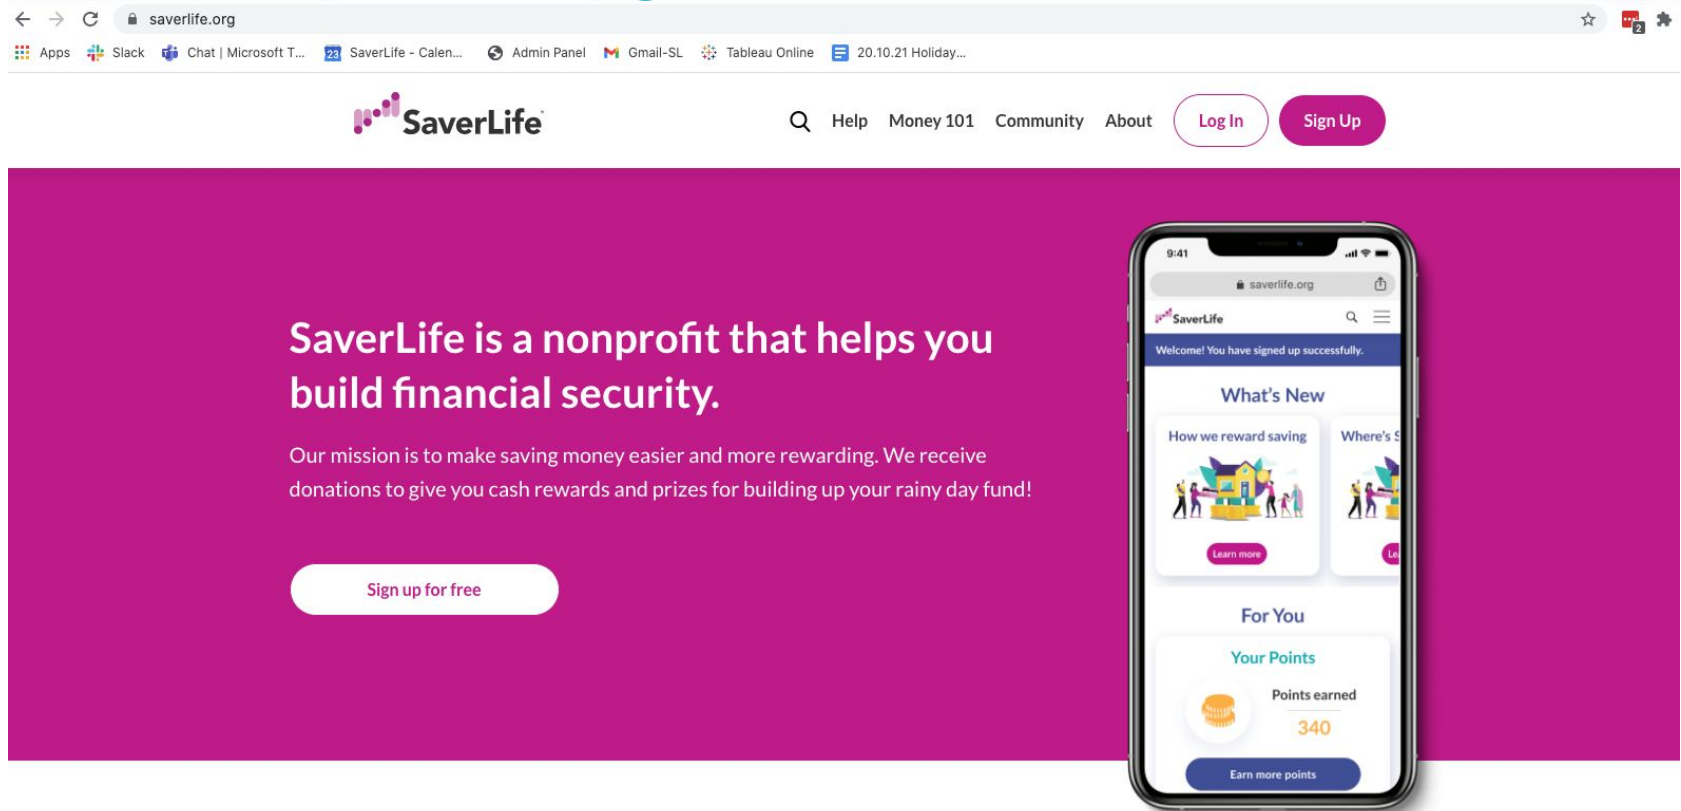 saverlife.org
2
Apps Slack Chat | Microsoft T... 23 SaverLife - Calen... Admin Panel Gmail-SL Tableau Online 20.10.21 Holiday...
SaverLife Help Money 101 Community About Log In Sign Up
SaverLife is a nonprofit that helps you
build financial security.
Our mission is to make saving money easier and more rewarding. We receive
donations to give you cash rewards and prizes for building up your rainy day fund!
Sign up for free
9:41
saverlife.org
SaverLife
Welcome! You have signed up successfully.
What's New
How we reward saving Where's S
Learn more Le
For You
Your Points
Points earned
340
Earn more points